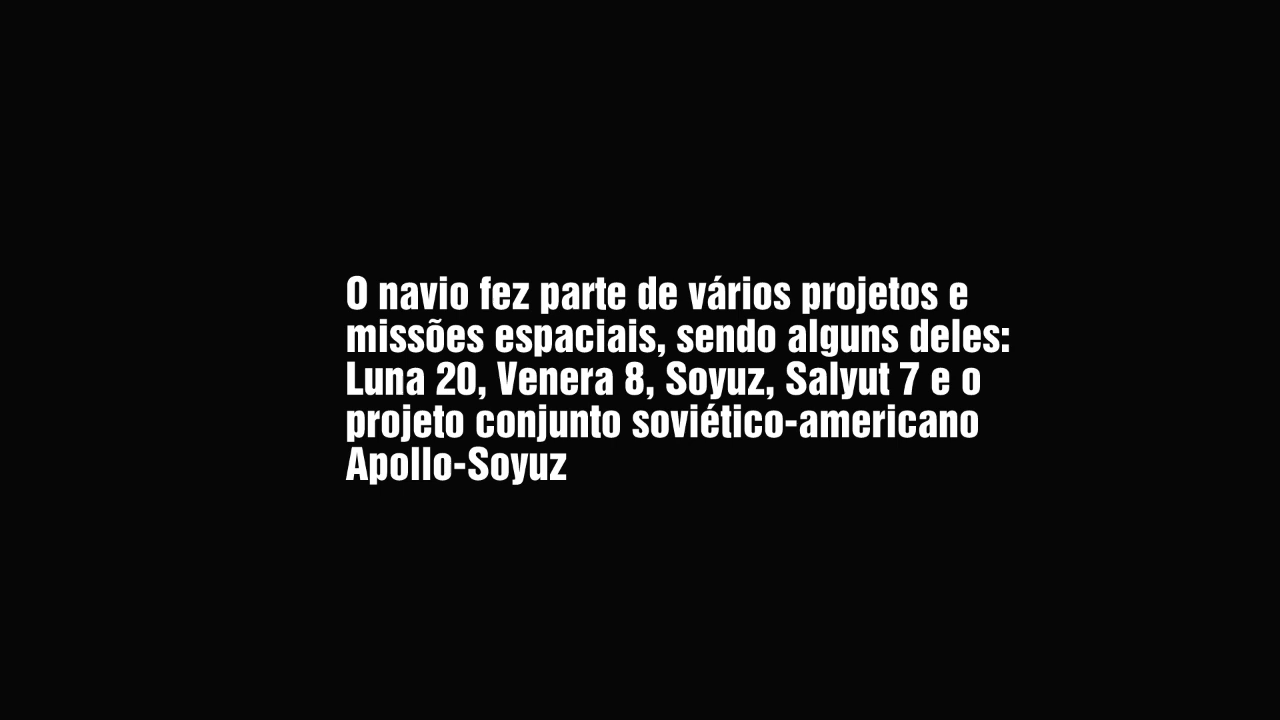 O navio fez parte de vários projetos e
missões espaciais, sendo alguns deles:
Luna 20, Venera 8, Soyuz, Salyut 7 e o
projeto conjunto soviético-americano
Apollo-Soyuz